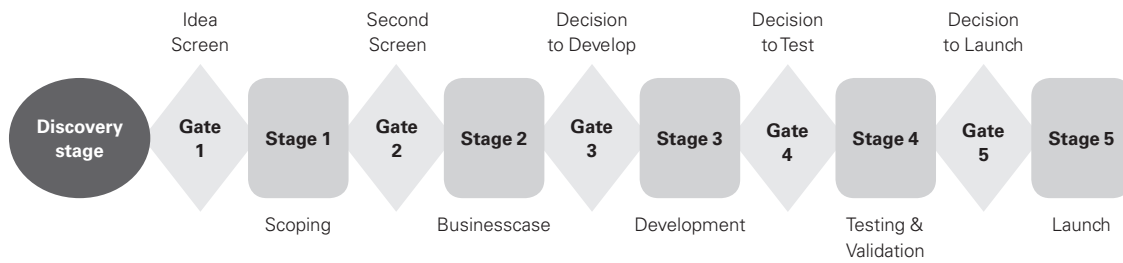 Idea
Screen
Second
Screen
Decision
to Develop
Decision
to Test
Decision
to Launch
Discovery
stage
Gate
1
Stage 1
Gate
2
Stage 2
Gate
3
Stage 3
Gate
4
Stage 4
Gate
5
Stage 5
Scoping
Businesscase
Development
Testing &
Validation
Launch